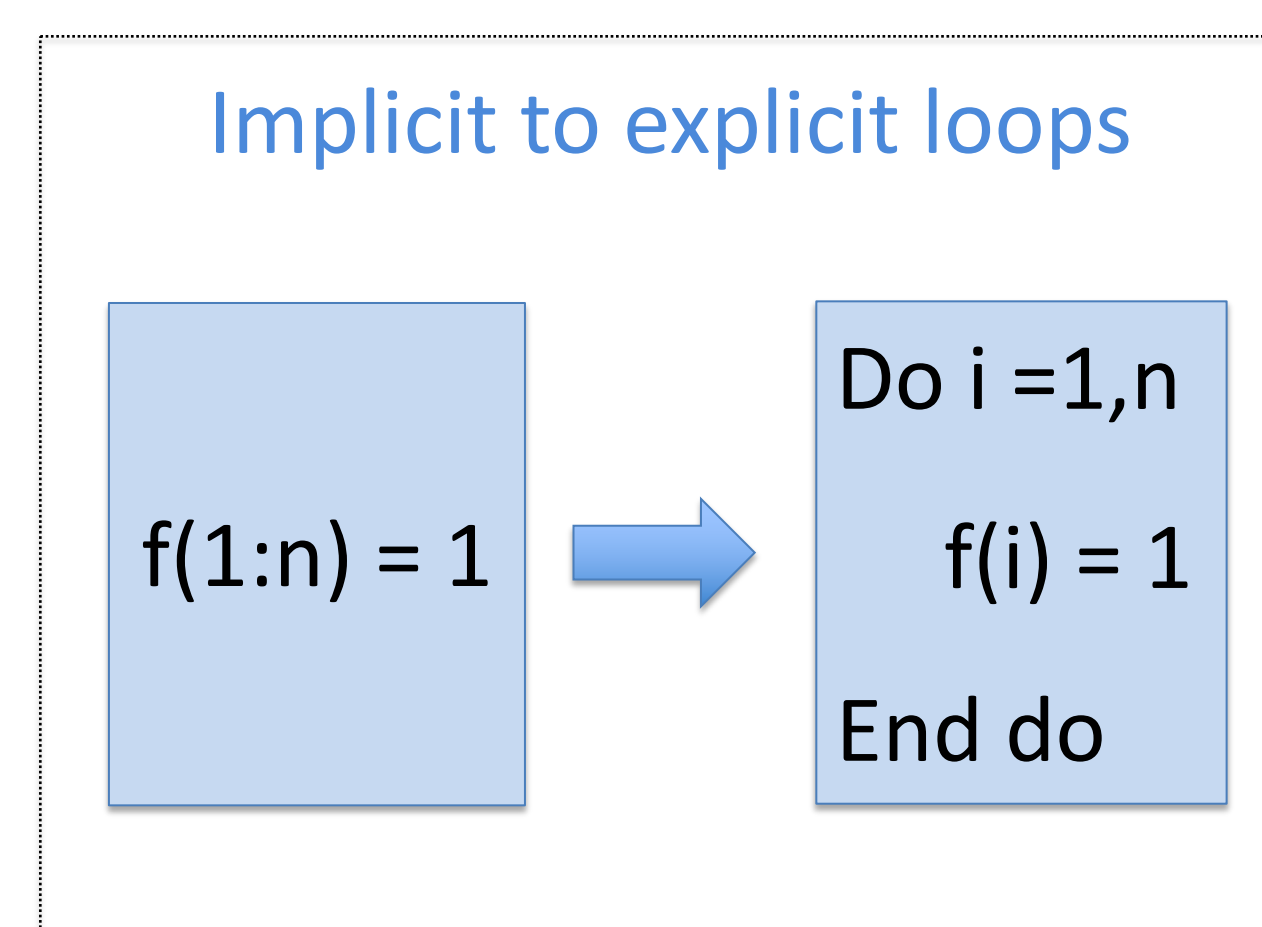 Implicit to explicit loops
f(1:n) = 1
Do i =1,n
f(i) = 1
End do